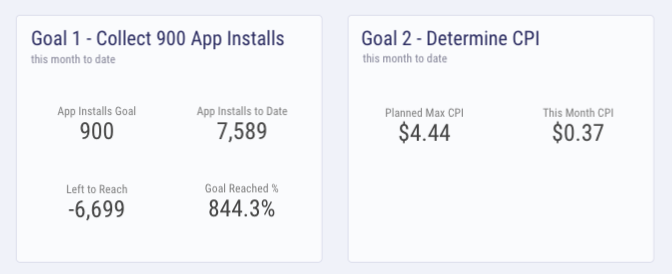 Goal 1 - Collect 900 App Installs
this month to date
App Installs Goal
900
App Installs to Date
7,589
Left to Reach
-6,699
Goal Reached %
844.3%
Goal 2 - Determine CPI
this month to date
Planned Max CPI
$4.44
This Month CPI
$0.37